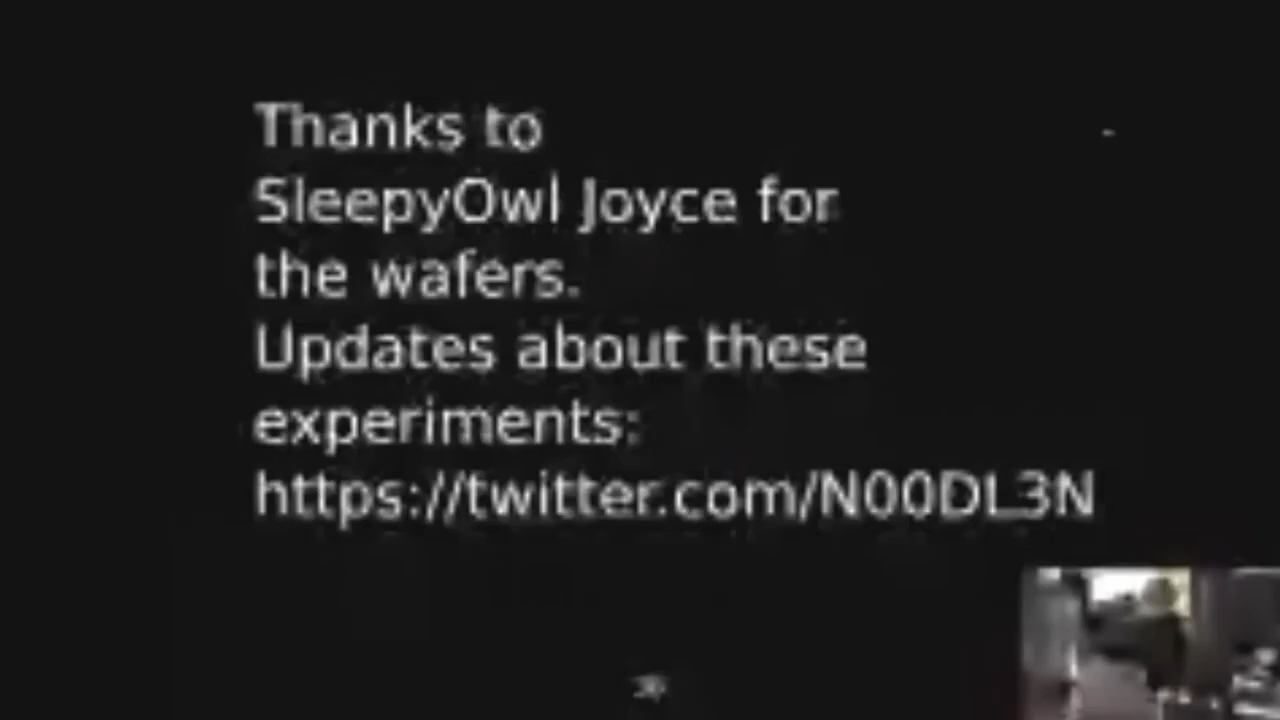 Thanks to
SleepyOwl Joyce for
the wafers.
Updates about these
experiments:
https://twitter.com/N00DL3N